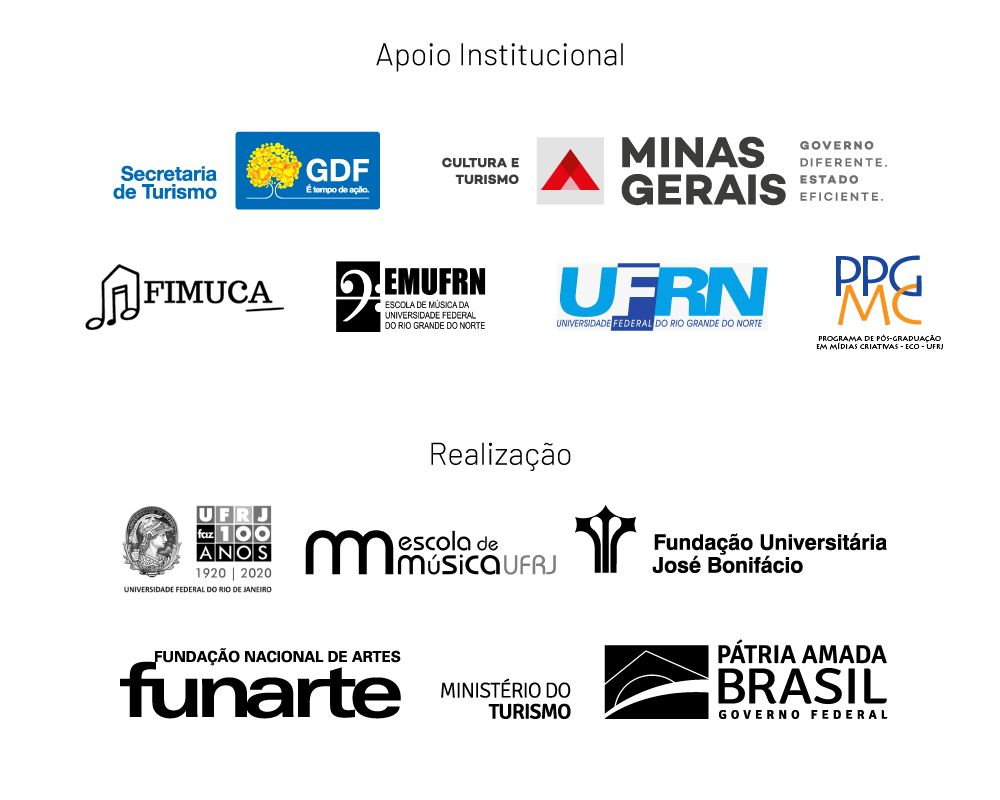 Apoio Institucional
Secretaria
de Turismo
GDF
É tempo de ação.
CULTURA E
TURISMO
MINAS
GERAIS
GOVERNO
DIFERENTE.
ESTADO
EFICIENTE.
FIMUCA
EMUFRN
ESCOLA DE MÚSICA DA
UNIVERSIDADE FEDERAL
DO RIO GRANDE DO NORTE
UFRN
UNIVERSIDADE FEDERAL DO RIO GRANDE DO NORTE
PPG
MC
PROGRAMA DE PÓS-GRADUAÇÃO
EM MÍDIAS CRIATIVAS - ECO - UFRJ
Realização
UFRJ
faz 100
ANOS
1920 | 2020
UNIVERSIDADE FEDERAL DO RIO DE JANEIRO
escola de
música UFRJ
Fundação Universitária
José Bonifácio
FUNDAÇÃO NACIONAL DE ARTES
funarte
MINISTÉRIO DO
TURISMO
PÁTRIA AMADA
BRASIL
GOVERNO FEDERAL